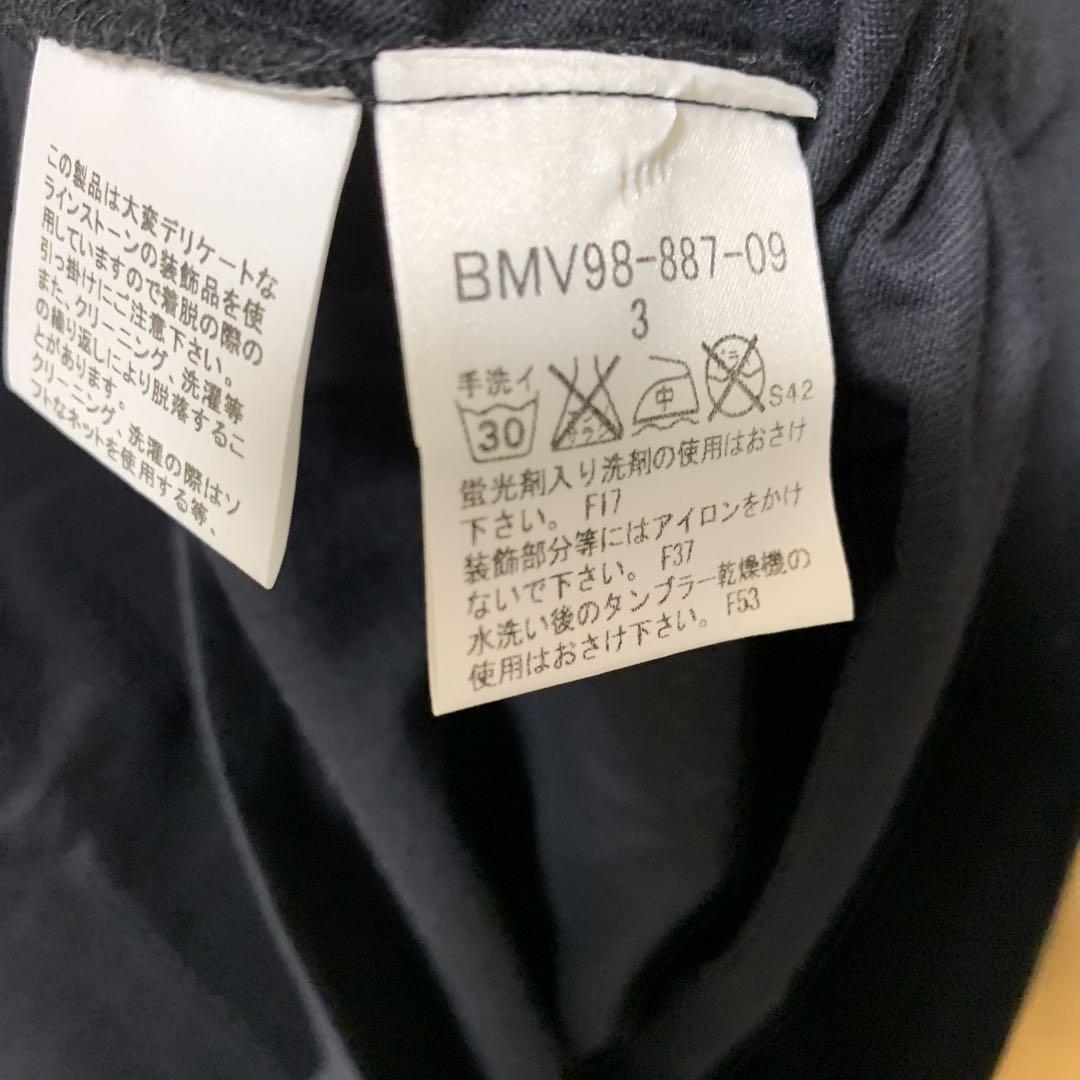 この製品は大変デリケートな
ラインストーンの装飾品を使
用していますので着脱の際の
引っ掛けにご注意下さい。
また、クリーニング、洗濯等
の繰り返しにより脱落するこ
とがあります。
クリーニング、洗濯の際はソ
フトなネットを使用する等、
BMV98-887-09
3
手洗イ
30
中
S42
蛍光剤入り洗剤の使用はおさけ
下さい。 F17
装飾部分等にはアイロンをかけ
ないで下さい。 F37
水洗い後のタンブラー乾燥機の
使用はおさけ下さい。 F53